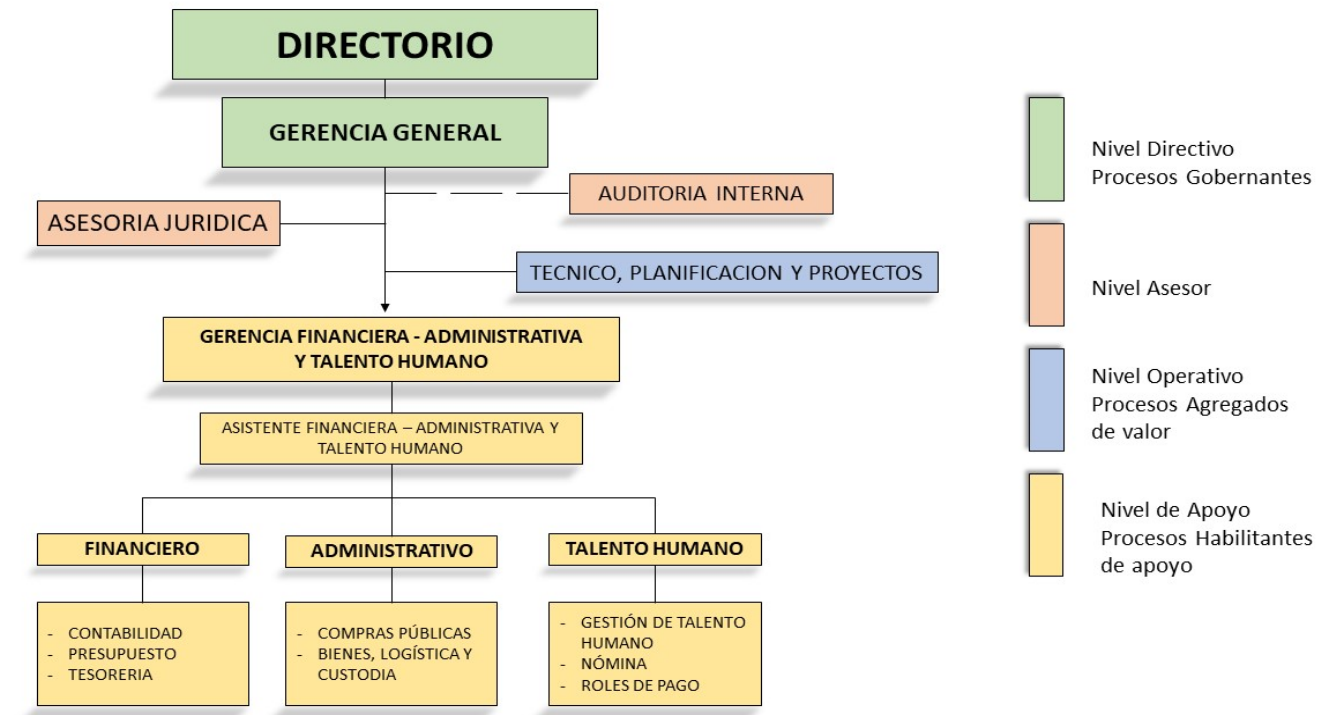 DIRECTORIO
GERENCIA GENERAL
AUDITORIA INTERNA
ASESORIA JURIDICA
TECNICO, PLANIFICACION Y PROYECTOS
GERENCIA FINANCIERA - ADMINISTRATIVA
Y TALENTO HUMANO
ASISTENTE FINANCIERA – ADMINISTRATIVA Y
TALENTO HUMANO
FINANCIERO
- CONTABILIDAD
- PRESUPUESTO
- TESORERIA
ADMINISTRATIVO
- COMPRAS PÚBLICAS
- BIENES, LOGÍSTICA Y
CUSTODIA
TALENTO HUMANO
- GESTIÓN DE TALENTO
HUMANO
- NÓMINA
- ROLES DE PAGO
Nivel Directivo
Procesos Gobernantes
Nivel Asesor
Nivel Operativo
Procesos Agregados
de valor
Nivel de Apoyo
Procesos Habilitantes
de apoyo